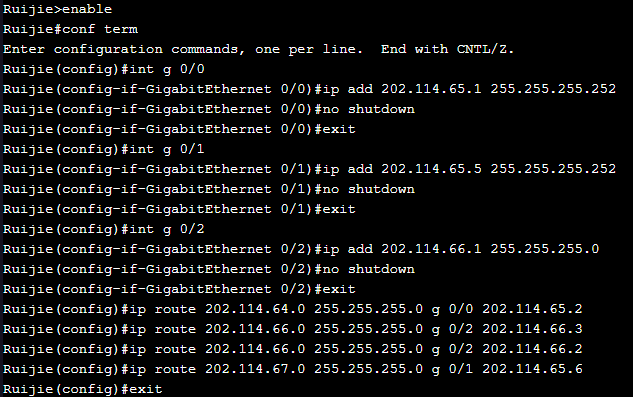 Ruijie>enable
Ruijie#conf term
Enter configuration commands, one per line.  End with CNTL/Z.
Ruijie(config)#int g 0/0
Ruijie(config-if-GigabitEthernet 0/0)#ip add 202.114.65.1 255.255.255.252
Ruijie(config-if-GigabitEthernet 0/0)#no shutdown
Ruijie(config-if-GigabitEthernet 0/0)#exit
Ruijie(config)#int g 0/1
Ruijie(config-if-GigabitEthernet 0/1)#ip add 202.114.65.5 255.255.255.252
Ruijie(config-if-GigabitEthernet 0/1)#no shutdown
Ruijie(config-if-GigabitEthernet 0/1)#exit
Ruijie(config)#int g 0/2
Ruijie(config-if-GigabitEthernet 0/2)#ip add 202.114.66.1 255.255.255.0
Ruijie(config-if-GigabitEthernet 0/2)#no shutdown
Ruijie(config-if-GigabitEthernet 0/2)#exit
Ruijie(config)#ip route 202.114.64.0 255.255.255.0 g 0/0 202.114.65.2
Ruijie(config)#ip route 202.114.66.0 255.255.255.0 g 0/2 202.114.66.3
Ruijie(config)#ip route 202.114.66.0 255.255.255.0 g 0/2 202.114.66.2
Ruijie(config)#ip route 202.114.67.0 255.255.255.0 g 0/1 202.114.65.6
Ruijie(config)#exit